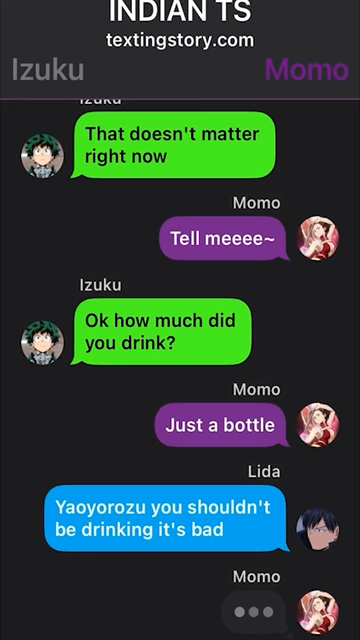 INDIAN TS
textingstory.com
Izuku Momo
Izuku
That doesn't matter
right now
Momo
Tell meeee~
Izuku
Ok how much did
you drink?
Momo
Just a bottle
Lida
Yaoyorozu you shouldn't
be drinking it's bad
Momo